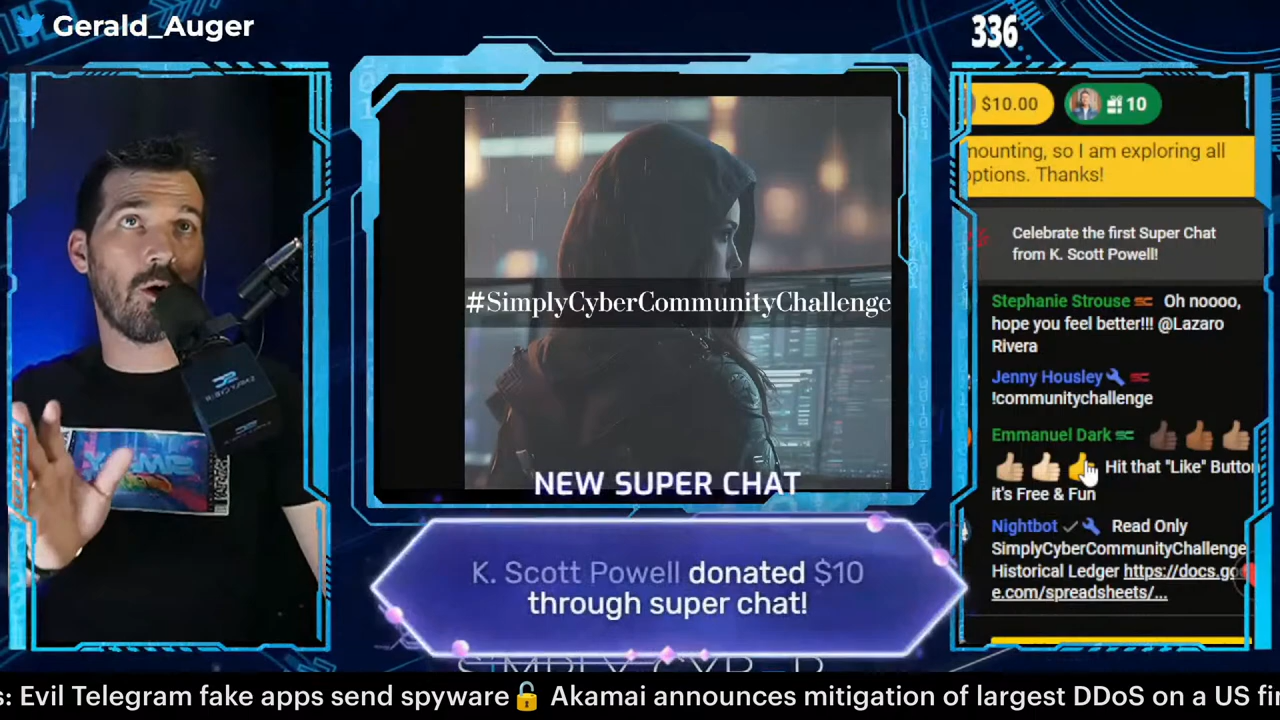 Gerald_Auger
336
$10.00
10
mounting, so I am exploring all
options. Thanks!
Celebrate the first Super Chat
from K. Scott Powell!
Stephanie Strouse Oh noooo,
hope you feel better!!! @Lazaro
Rivera
Jenny Housley
!communitychallenge
Emmanuel Dark
Hit that "Like" Button
it's Free & Fun
Nightbot Read Only
SimplyCyberCommunityChallenge
Historical Ledger https://docs.go
e.com/spreadsheets/...
#SimplyCyberCommunityChallenge
NEW SUPER CHAT
K. Scott Powell donated $10
through super chat!
SIMPLY CYBER
s: Evil Telegram fake apps send spyware🔓 Akamai announces mitigation of largest DDoS on a US fi